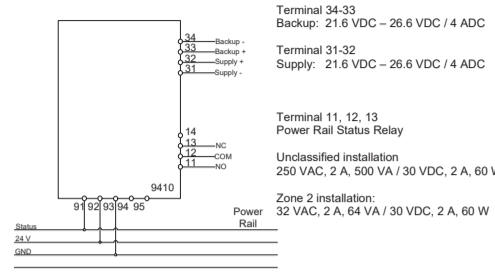 34
Backup -
33
Backup +
32
Supply +
31
Supply -
14
13
NC
12
COM
11
NO
9410
91 92 93 94 95
Power
Rail
Status
24 V
GND
Terminal 34-33
Backup: 21.6 VDC – 26.6 VDC / 4 ADC
Terminal 31-32
Supply: 21.6 VDC – 26.6 VDC / 4 ADC
Terminal 11, 12, 13
Power Rail Status Relay
Unclassified installation
250 VAC, 2 A, 500 VA / 30 VDC, 2 A, 60
Zone 2 installation:
32 VAC, 2 A, 64 VA / 30 VDC, 2 A, 60 W